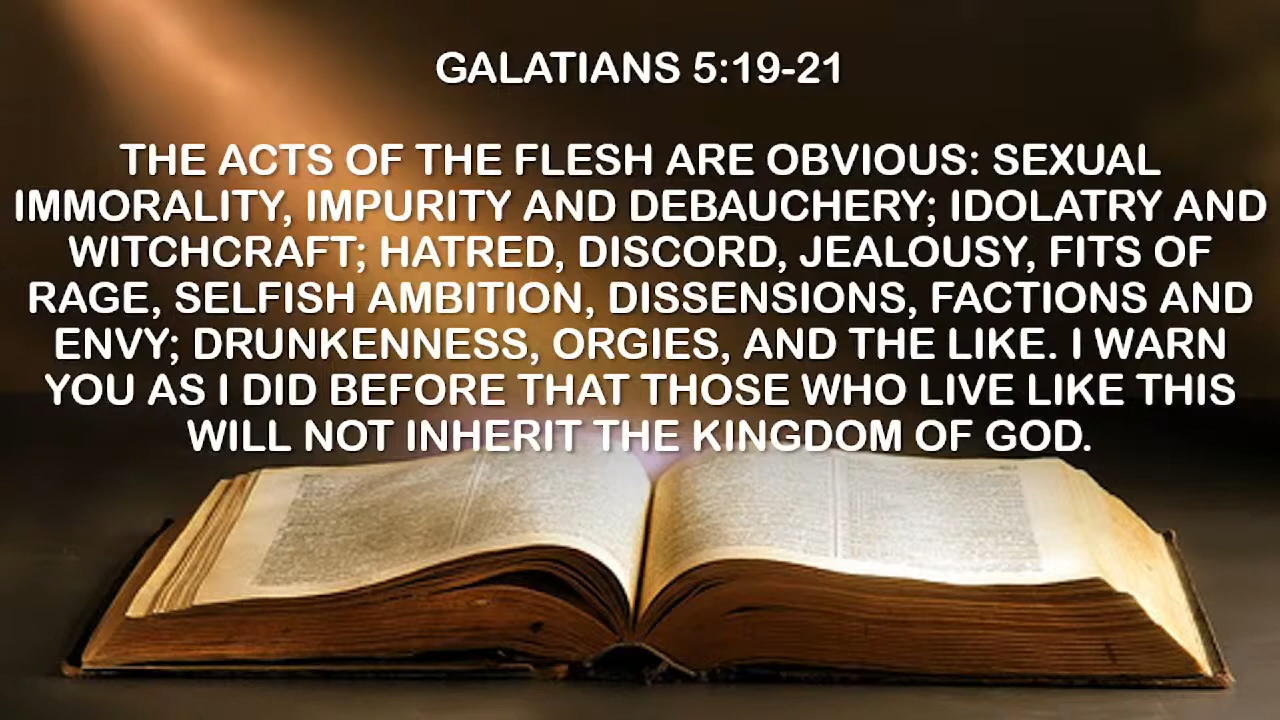 GALATIANS 5:19-21
THE ACTS OF THE FLESH ARE OBVIOUS: SEXUAL
IMMORALITY, IMPURITY AND DEBAUCHERY; IDOLATRY AND
WITCHCRAFT; HATRED, DISCORD, JEALOUSY, FITS OF
RAGE, SELFISH AMBITION, DISSENSIONS, FACTIONS AND
ENVY; DRUNKENNESS, ORGIES, AND THE LIKE. I WARN
YOU AS I DID BEFORE THAT THOSE WHO LIVE LIKE THIS
WILL NOT INHERIT THE KINGDOM OF GOD.